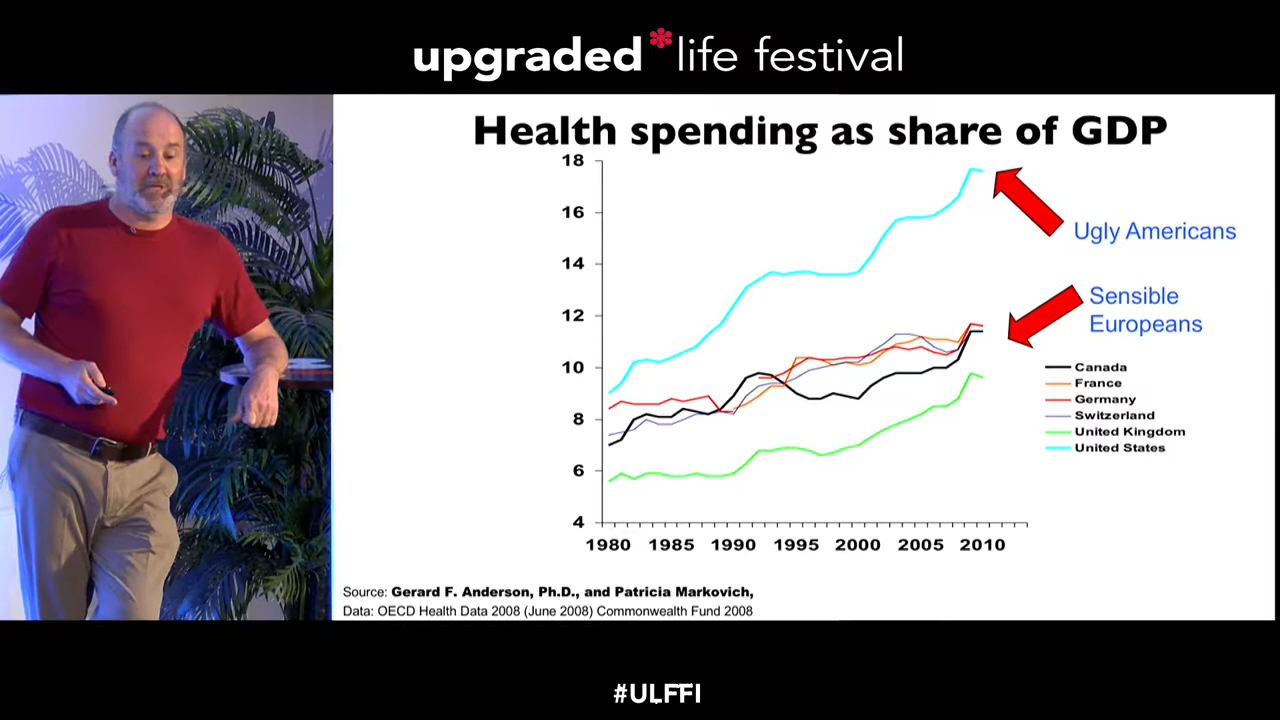 upgraded*life festival
Health spending as share of GDP
18
16
14
12
10
8
6
4
1980 1985 1990 1995 2000 2005 2010
Ugly Americans
Sensible
Europeans
Canada
France
Germany
Switzerland
United Kingdom
United States
Source: Gerard F. Anderson, Ph.D., and Patricia Markovich,
Data: OECD Health Data 2008 (June 2008) Commonwealth Fund 2008
#ULFFI